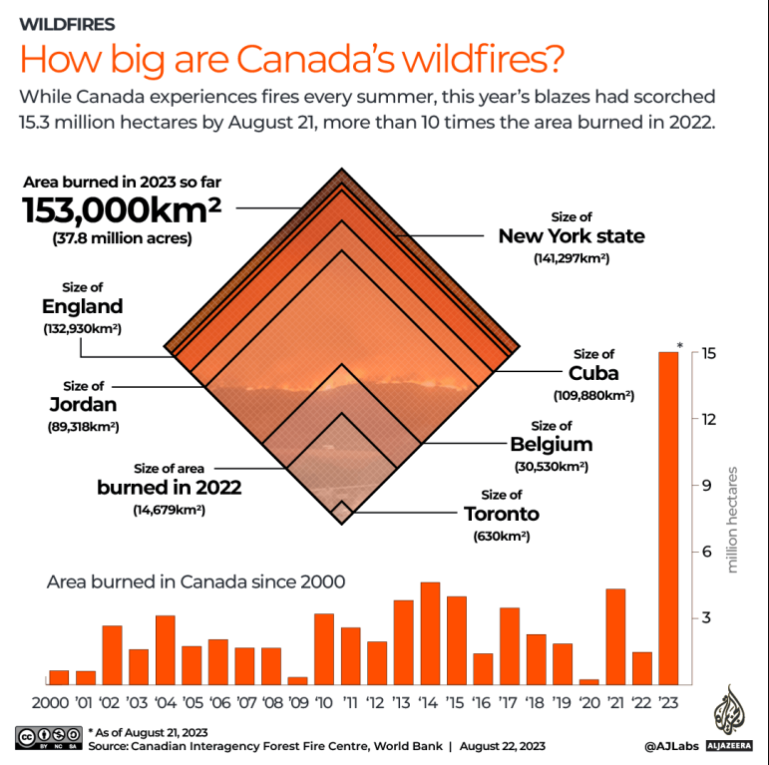 WILDFIRES
How big are Canada’s wildfires?
While Canada experiences fires every summer, this year’s blazes had scorched
15.3 million hectares by August 21, more than 10 times the area burned in 2022.
Area burned in 2023 so far
153,000km²
(37.8 million acres)
Size of
New York state
(141,297km²)
Size of
England
(132,930km²)
Size of
Cuba
(109,880km²)
Size of
Jordan
(89,318km²)
Size of
Belgium
(30,530km²)
Size of area
burned in 2022
(14,679km²)
Size of
Toronto
(630km²)
*
15
12
9
6
3
million hectares
Area burned in Canada since 2000
2000 ‘01 ‘02 ‘03 ‘04 ‘05 ‘06 ‘07 ‘08 ‘09 ‘10 ‘11 ‘12 ‘13 ‘14 ‘15 ‘16 ‘17 ‘18 ‘19 ‘20 ‘21 ‘22 ‘23
cc BY NC SA
* As of August 21, 2023
Source: Canadian Interagency Forest Fire Centre, World Bank | August 22, 2023
@AJLabs
ALJAZEERA